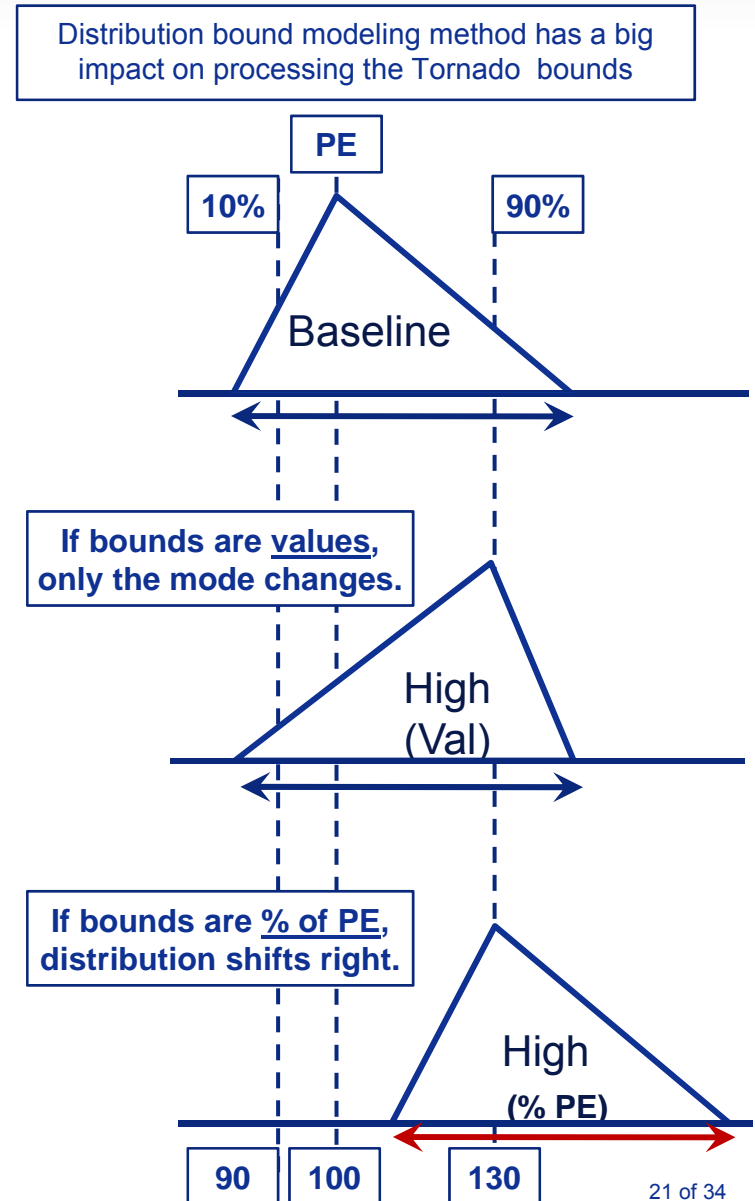 Distribution bound modeling method has a big
impact on processing the Tornado bounds
PE
10%
90%
Baseline
If bounds are values,
only the mode changes.
High
(Val)
If bounds are % of PE,
distribution shifts right.
High
(% PE)
90
100
130
21 of 34